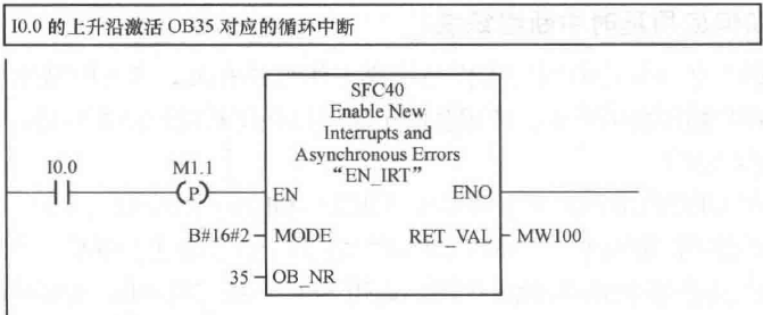 I0.0 的上升沿激活 OB35 对应的循环中断
SFC40
Enable New
Interrupts and
Asynchronous Errors
“EN_IRT”
I0.0
M1.1
( P )
EN
ENO
B#16#2
MODE
RET_VAL
MW100
35
OB_NR